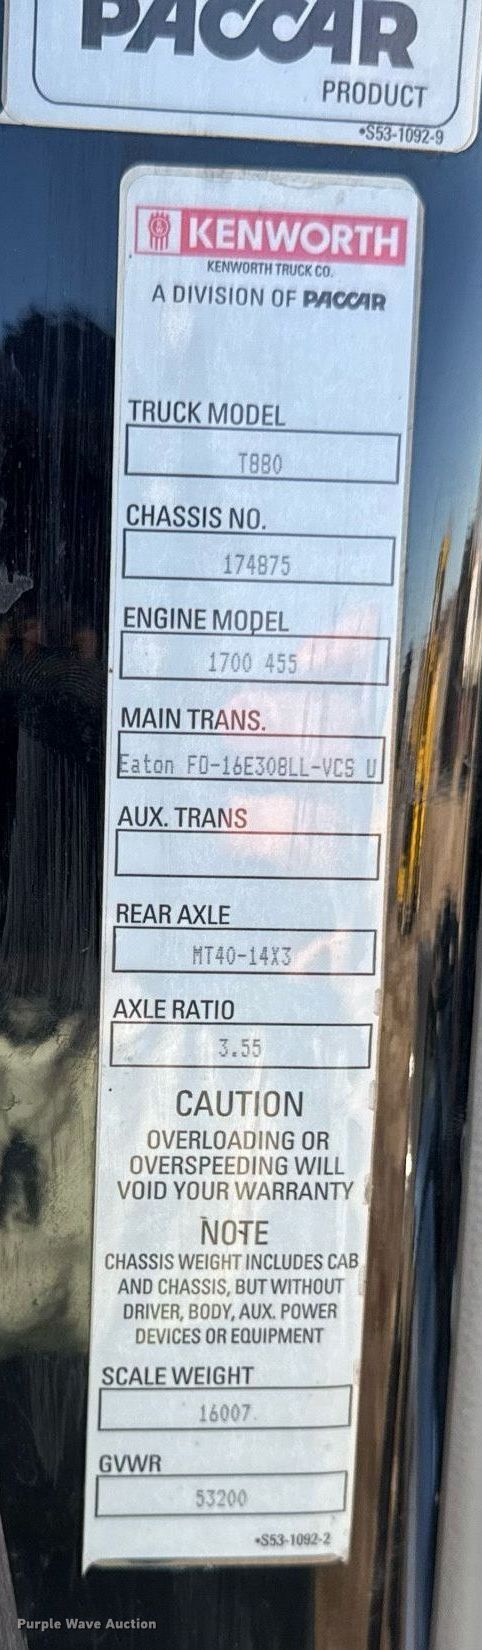 PACCAR
PRODUCT
•S53-1092-9
KENWORTH
KENWORTH TRUCK CO.
A DIVISION OF PACCAR
TRUCK MODEL
T880
CHASSIS NO.
174875
ENGINE MODEL
1700 455
MAIN TRANS.
Eaton FO-16E308LL-VCS U
AUX. TRANS
REAR AXLE
MT40-14X3
AXLE RATIO
3.55
CAUTION
OVERLOADING OR
OVERSPEEDING WILL
VOID YOUR WARRANTY
NOTE
CHASSIS WEIGHT INCLUDES CAB
AND CHASSIS, BUT WITHOUT
DRIVER, BODY, AUX. POWER
DEVICES OR EQUIPMENT
SCALE WEIGHT
16007
GVWR
53200
•S53-1092-2
Purple Wave Auction